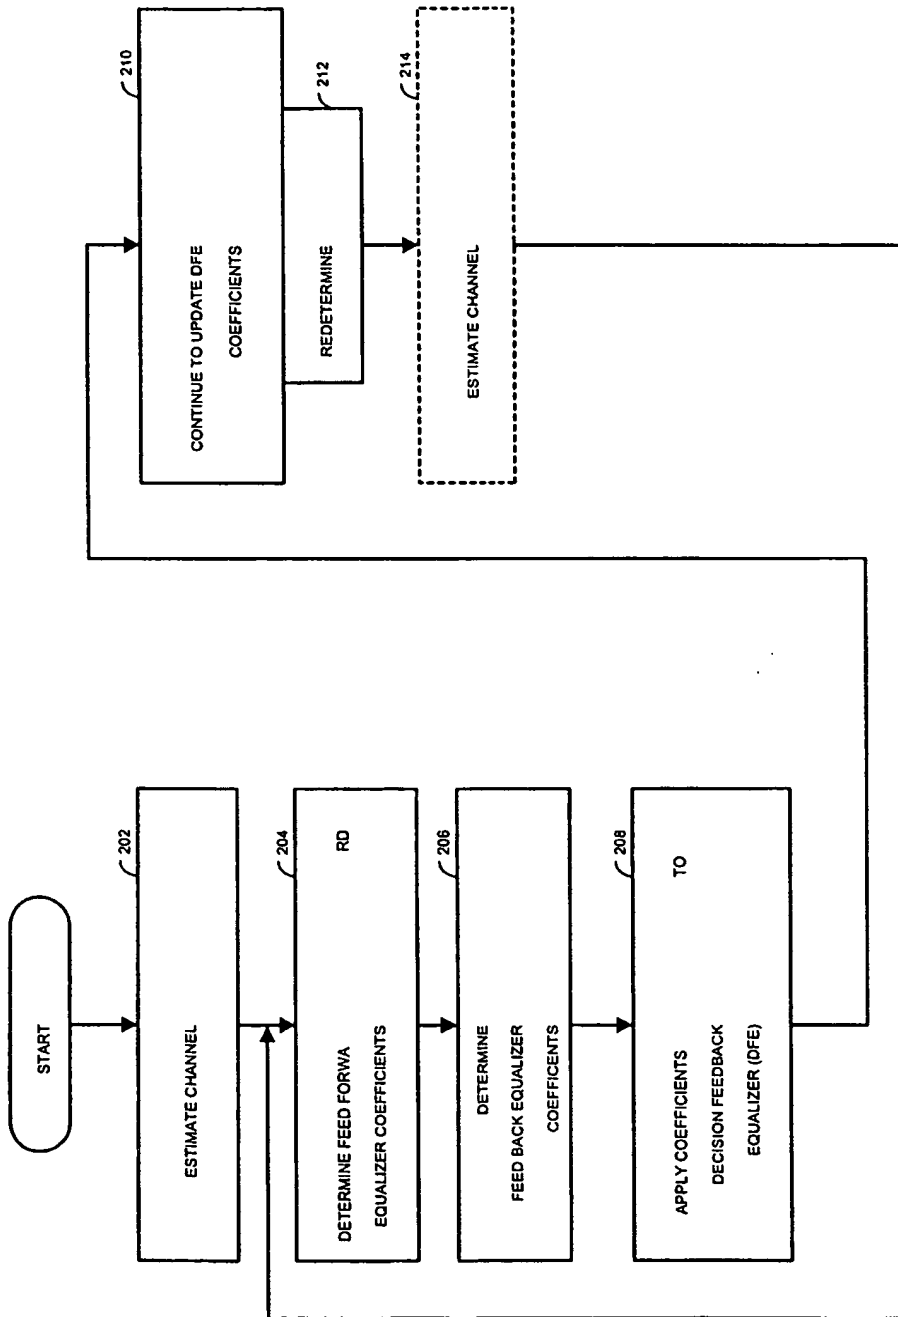 START
202
ESTIMATE CHANNEL
204
DETERMINE FEED FORWA RD
EQUALIZER COEFFICIENTS
206
DETERMINE
FEED BACK EQUALIZER
COEFFICENTS
208
APPLY COEFFICIENTS TO
DECISION FEEDBACK
EQUALIZER (DFE)
210
CONTINUE TO UPDATE DFE
COEFFICIENTS
212
REDETERMINE
214
ESTIMATE CHANNEL